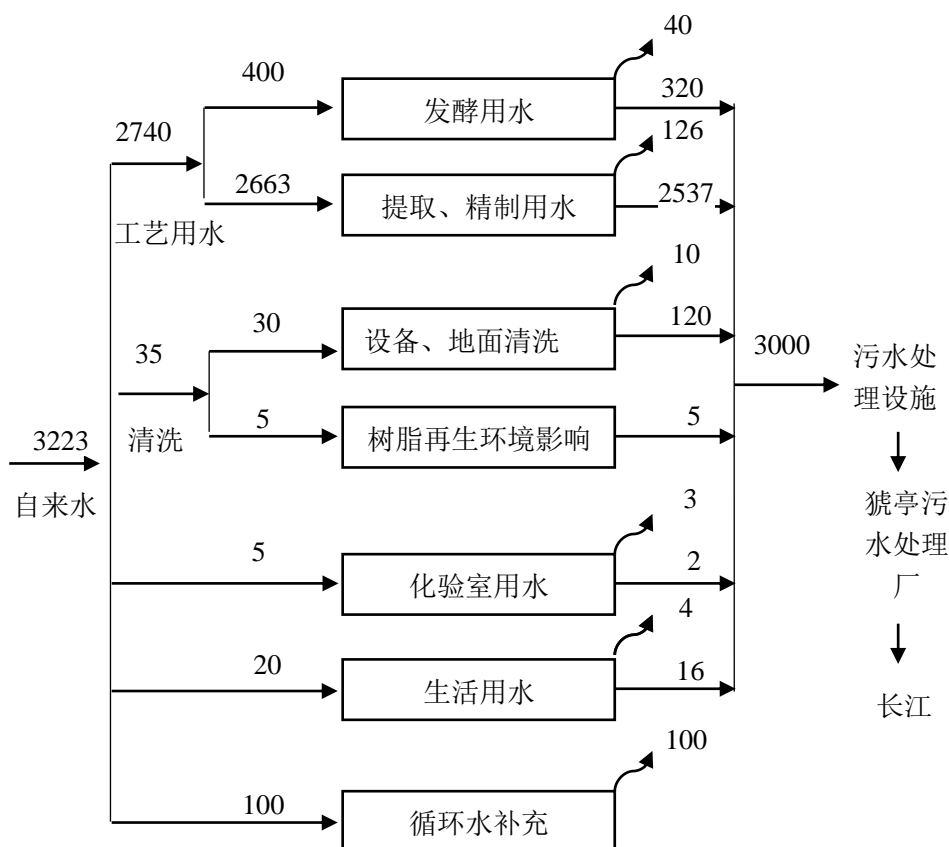 40
400
发酵用水
320
2740
126
2663
提取、精制用水
2537
工艺用水
10
30
设备、地面清洗
120
35
3000
污水处
理设施
5
树脂再生环境影响
5
清洗
3223
自来水
猇亭污
水处理
厂
3
5
化验室用水
2
4
20
生活用水
16
长江
100
100
循环水补充